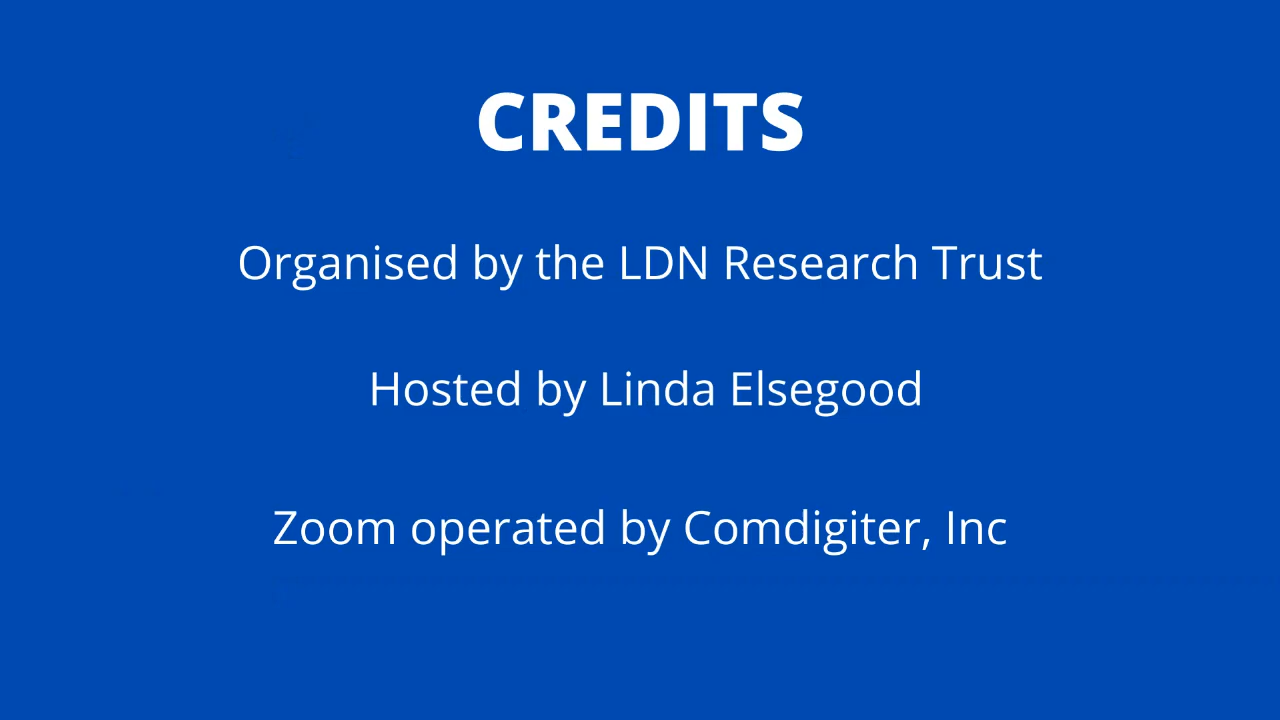 CREDITS
Organised by the LDN Research Trust
Hosted by Linda Elsegood
Zoom operated by Comdigiter, Inc